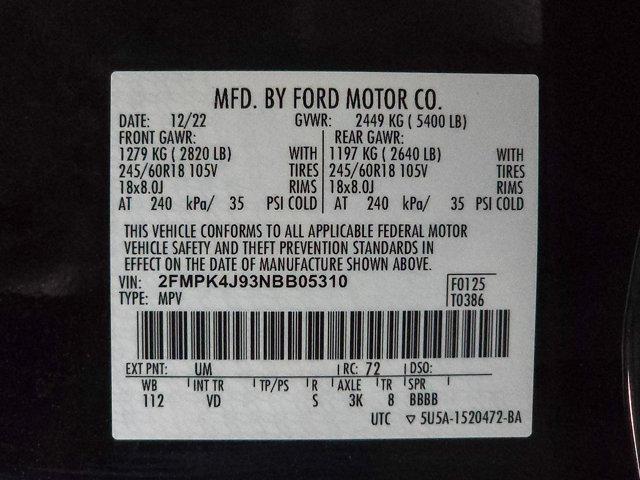 MFD. BY FORD MOTOR CO.
DATE: 12/22 GVWR: 2449 KG ( 5400 LB)
FRONT GAWR: REAR GAWR:
1279 KG ( 2820 LB) WITH 1197 KG ( 2640 LB) WITH
245/60R18 105V TIRES 245/60R18 105V TIRES
18x8.0J RIMS 18x8.0J RIMS
AT 240 kPa/ 35 PSI COLD AT 240 kPa/ 35 PSI COLD
THIS VEHICLE CONFORMS TO ALL APPLICABLE FEDERAL MOTOR
VEHICLE SAFETY AND THEFT PREVENTION STANDARDS IN
EFFECT ON THE DATE OF MANUFACTURE SHOWN ABOVE.
VIN: 2FMPK4J93NBB05310 F0125
TYPE: MPV T0386
EXT PNT: UM RC: 72 DSO:
WB INT TR TP/PS R AXLE TR SPR
112 VD S 3K 8 BBBB
UTC ▽ 5U5A-1520472-BA